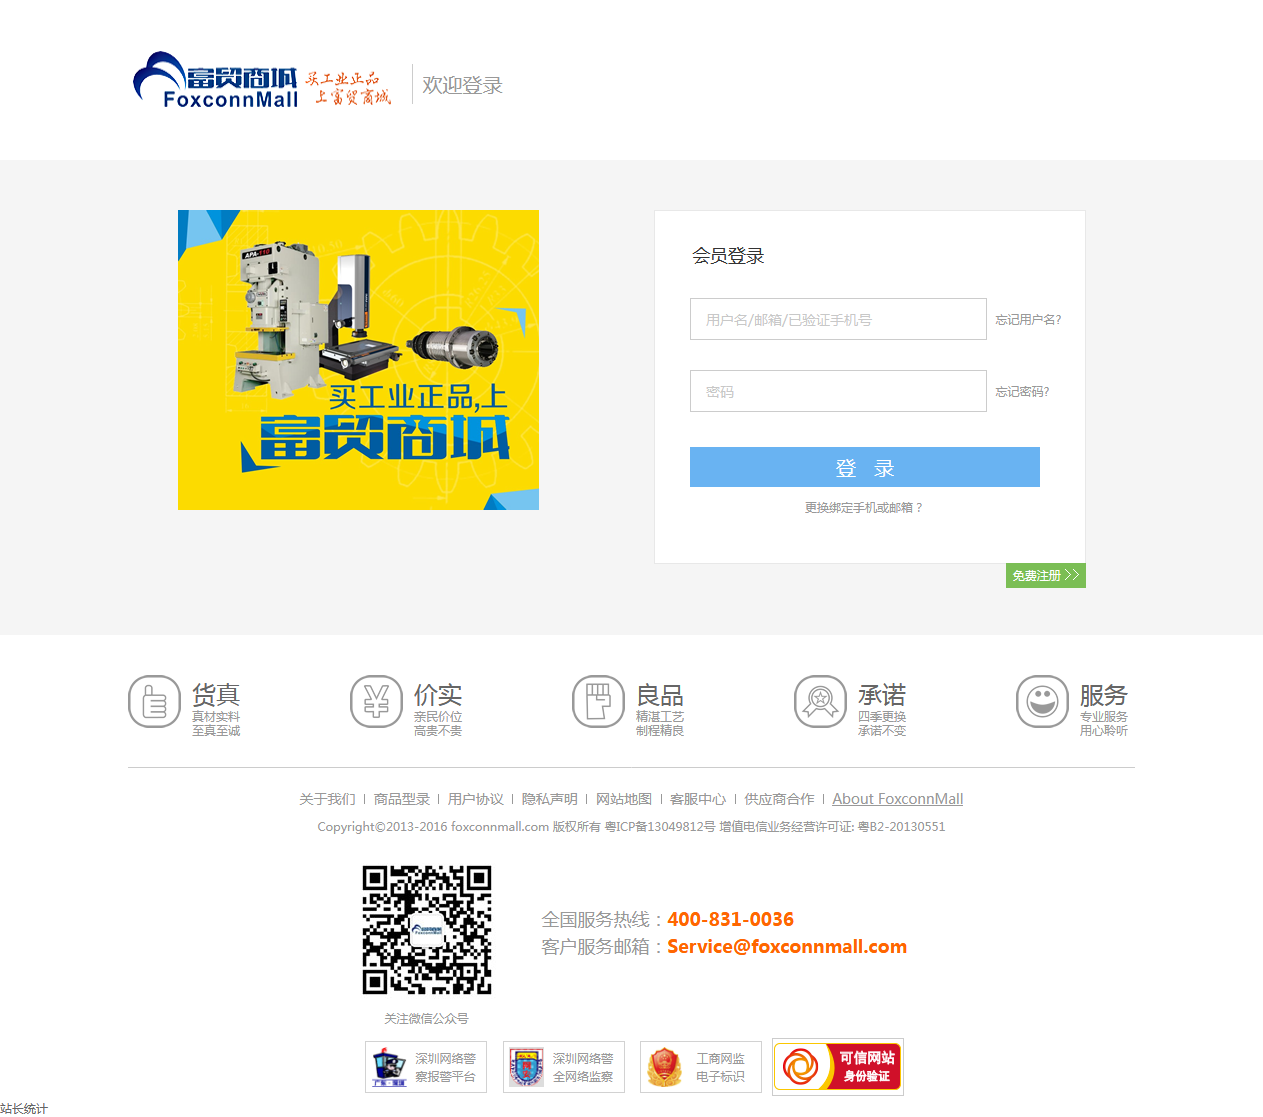 富贸商城
FoxconnMall
买工业正品
上富贸商城
欢迎登录
APA-110
买工业正品,上
富贸商城
会员登录
用户名/邮箱/已验证手机号
忘记用户名?
密码
忘记密码?
登 录
更换绑定手机或邮箱？
免费注册 >>
货真
真材实料
至真至诚
价实
亲民价位
高贵不贵
良品
精湛工艺
制程精良
承诺
四季更换
承诺不变
服务
专业服务
用心聆听
关于我们 | 商品型录 | 用户协议 | 隐私声明 | 网站地图 | 客服中心 | 供应商合作 | About FoxconnMall
Copyright©2013-2016 foxconnmall.com 版权所有 粤ICP备13049812号 增值电信业务经营许可证: 粤B2-20130551
全国服务热线：400-831-0036
客户服务邮箱：Service@foxconnmall.com
关注微信公众号
深圳网络警
察报警平台
深圳网络警
全网络监察
工商网监
电子标识
可信网站
身份验证
站长统计